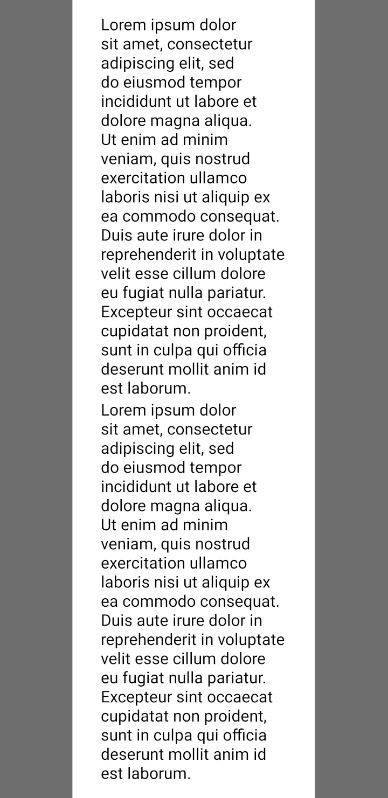 Lorem ipsum dolor
sit amet, consectetur
adipiscing elit, sed
do eiusmod tempor
incididunt ut labore et
dolore magna aliqua.
Ut enim ad minim
veniam, quis nostrud
exercitation ullamco
laboris nisi ut aliquip ex
ea commodo consequat.
Duis aute irure dolor in
reprehenderit in voluptate
velit esse cillum dolore
eu fugiat nulla pariatur.
Excepteur sint occaecat
cupidatat non proident,
sunt in culpa qui officia
deserunt mollit anim id
est laborum.
Lorem ipsum dolor
sit amet, consectetur
adipiscing elit, sed
do eiusmod tempor
incididunt ut labore et
dolore magna aliqua.
Ut enim ad minim
veniam, quis nostrud
exercitation ullamco
laboris nisi ut aliquip ex
ea commodo consequat.
Duis aute irure dolor in
reprehenderit in voluptate
velit esse cillum dolore
eu fugiat nulla pariatur.
Excepteur sint occaecat
cupidatat non proident,
sunt in culpa qui officia
deserunt mollit anim id
est laborum.